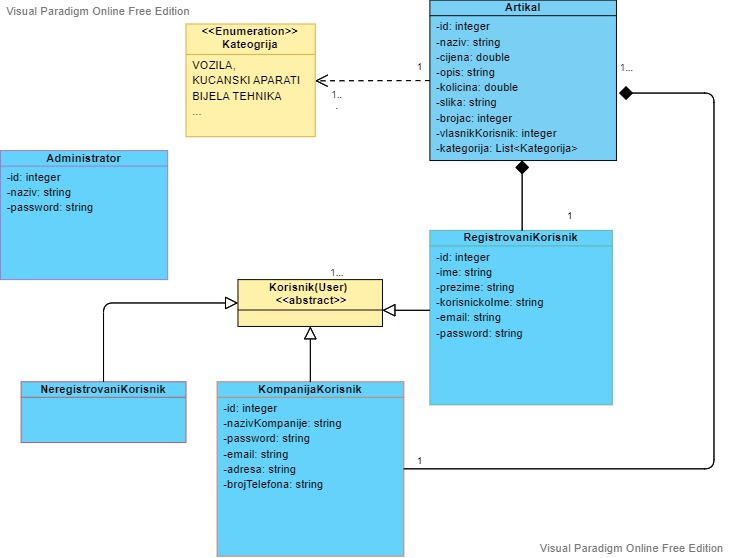 Visual Paradigm Online Free Edition
Artikal
-id: integer
-naziv: string
-cijena: double
-opis: string
-kolicina: double
-slika: string
-brojac: integer
-vlasnikKorisnik: integer
-kategorija: List<Kategorija>
<<Enumeration>>
Kateogrija
VOZILA,
KUCANSKI APARATI
BIJELA TEHNIKA
...
1
1..
.
1...
Administrator
-id: integer
-naziv: string
-password: string
1
RegistrovaniKorisnik
-id: integer
-ime: string
-prezime: string
-korisnickoIme: string
-email: string
-password: string
1...
Korisnik(User)
<<abstract>>
NeregistrovaniKorisnik
KompanijaKorisnik
-id: integer
-nazivKompanije: string
-password: string
-email: string
-adresa: string
-brojTelefona: string
1
Visual Paradigm Online Free Edition